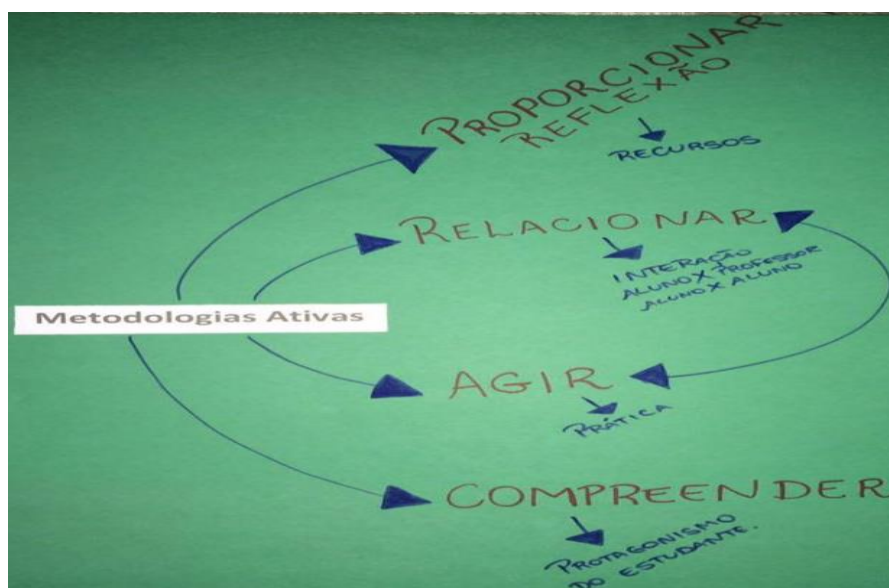 PROPORCIONAR
REFLEXÃO
RECURSOS
RELACIONAR
INTERAÇÃO
ALUNO X PROFESSOR
ALUNO X ALUNO
Metodologias Ativas
AGIR
PRÁTICA
COMPREENDER
PROTAGONISMO
DO ESTUDANTE.